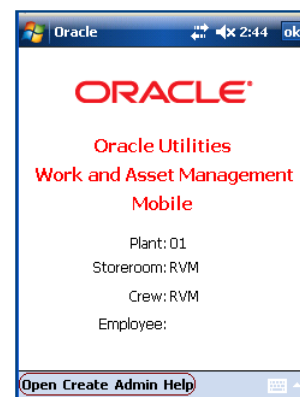 Oracle 2:44 ok
ORACLE
Oracle Utilities
Work and Asset Management
Mobile
Plant: 01
Storeroom: RVM
Crew: RVM
Employee:
Open Create Admin Help